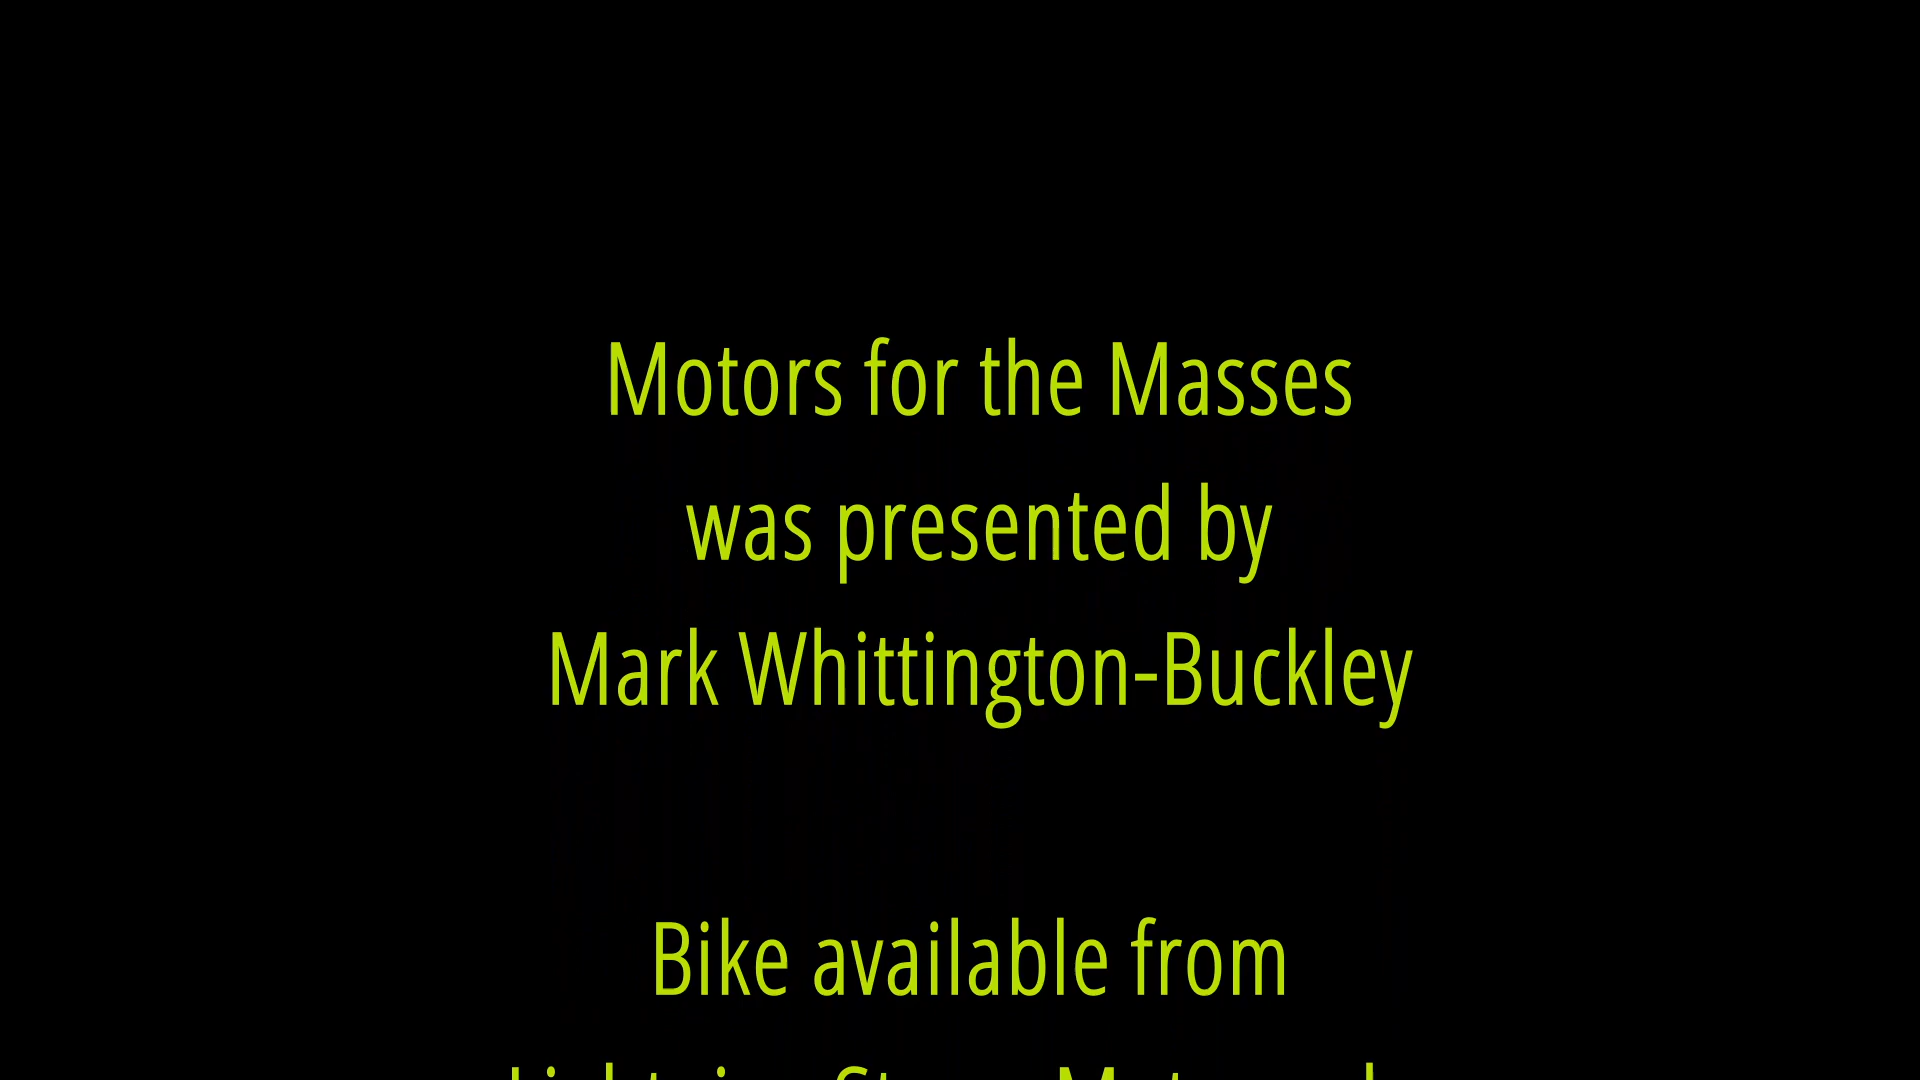 Motors for the Masses
was presented by
Mark Whittington-Buckley
Bike available from